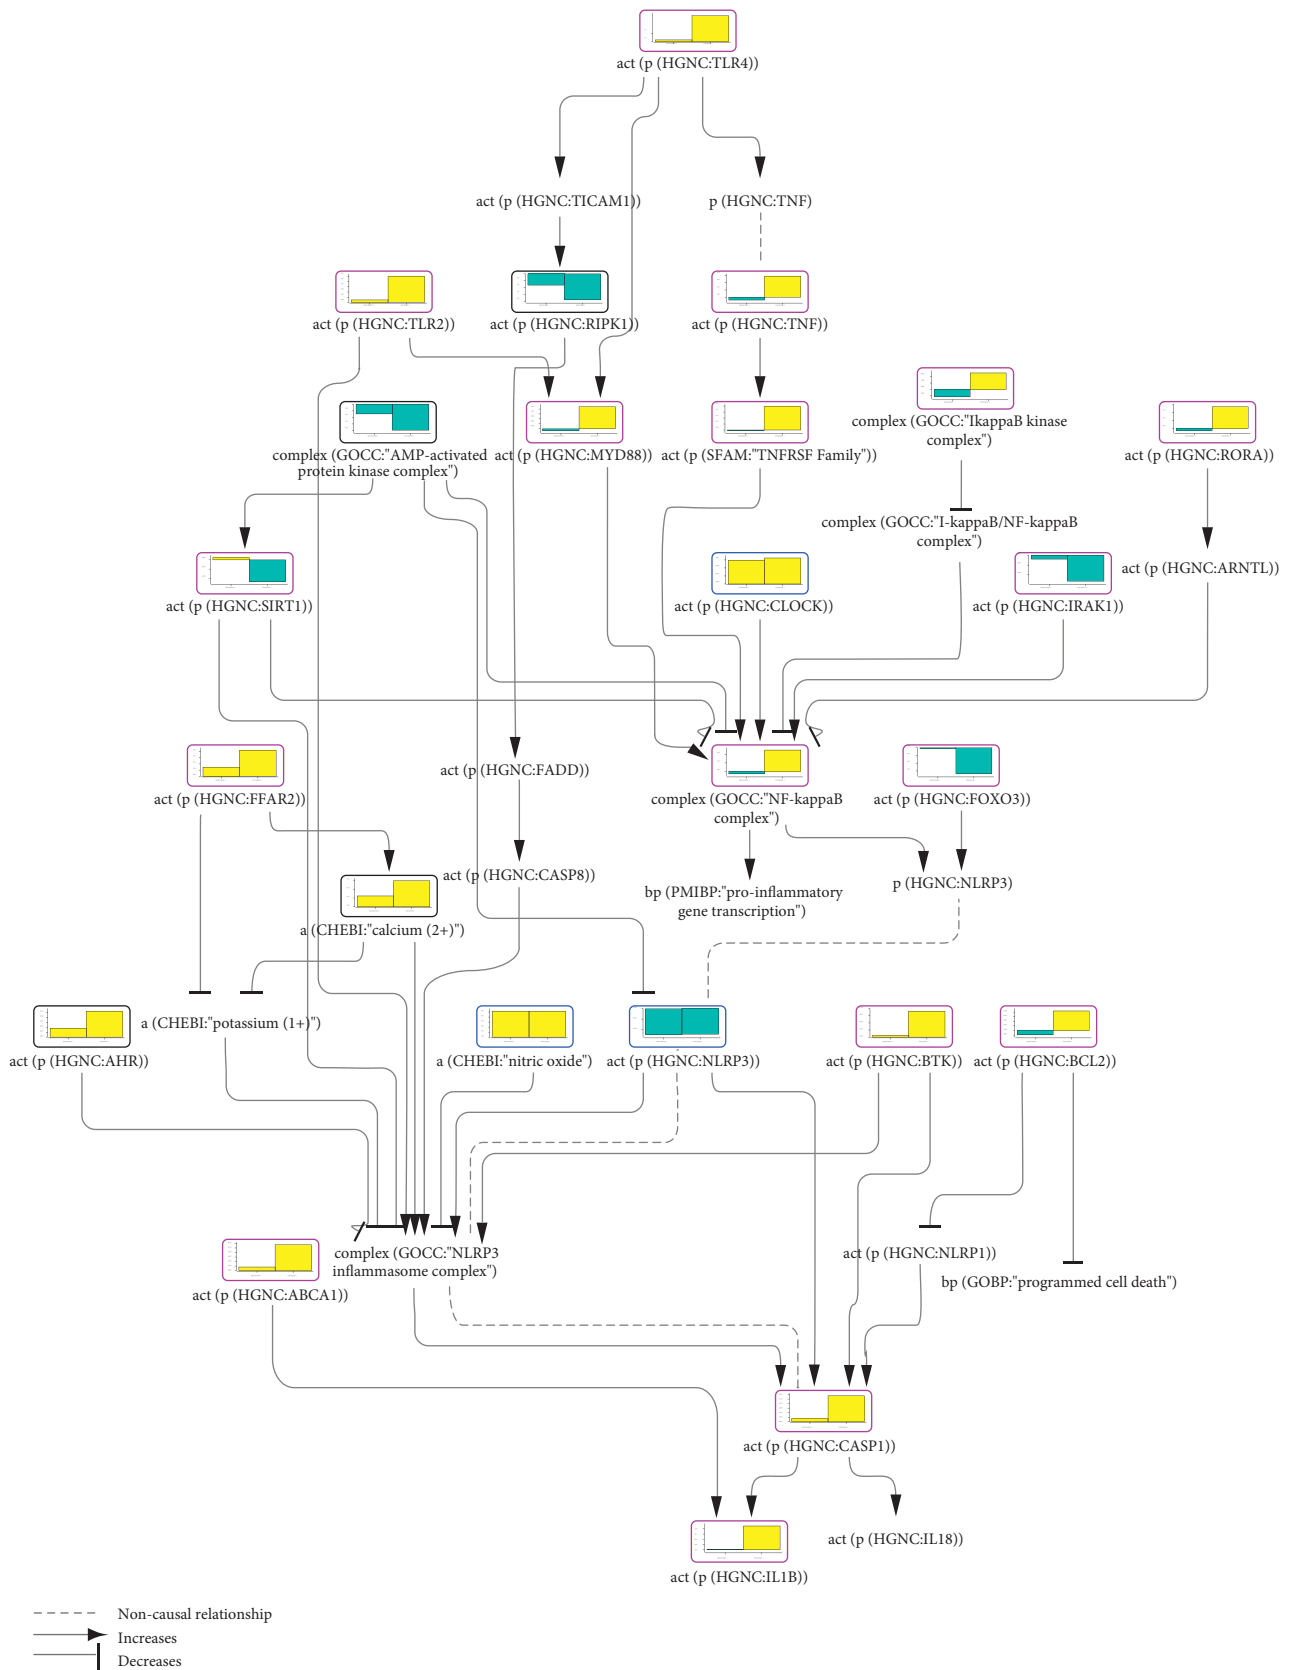 act (p (HGNC:TLR4))
act (p (HGNC:TICAM1))
p (HGNC:TNF)
act (p (HGNC:TLR2))
act (p (HGNC:RIPK1))
act (p (HGNC:TNF))
complex (GOCC:"IkappaB kinase
complex")
complex (GOCC:"AMP-activated
protein kinase complex")
act (p (HGNC:MYD88))
act (p (SFAM:"TNFRSF Family"))
act (p (HGNC:RORA))
complex (GOCC:"I-kappaB/NF-kappaB
complex")
act (p (HGNC:ARNTL))
act (p (HGNC:SIRT1))
act (p (HGNC:CLOCK))
act (p (HGNC:IRAK1))
act (p (HGNC:FADD))
act (p (HGNC:FFAR2))
complex (GOCC:"NF-kappaB
complex")
act (p (HGNC:FOXO3))
act (p (HGNC:CASP8))
p (HGNC:NLRP3)
bp (PMIBP:"pro-inflammatory
gene transcription")
a (CHEBI:"calcium (2+)")
a (CHEBI:"potassium (1+)")
act (p (HGNC:AHR))
a (CHEBI:"nitric oxide")
act (p (HGNC:NLRP3))
act (p (HGNC:BTK))
act (p (HGNC:BCL2))
complex (GOCC:"NLRP3
inflammasome complex")
act (p (HGNC:NLRP1))
bp (GOBP:"programmed cell death")
act (p (HGNC:ABCA1))
act (p (HGNC:CASP1))
act (p (HGNC:IL18))
act (p (HGNC:IL1B))
Non-causal relationship
Increases
Decreases